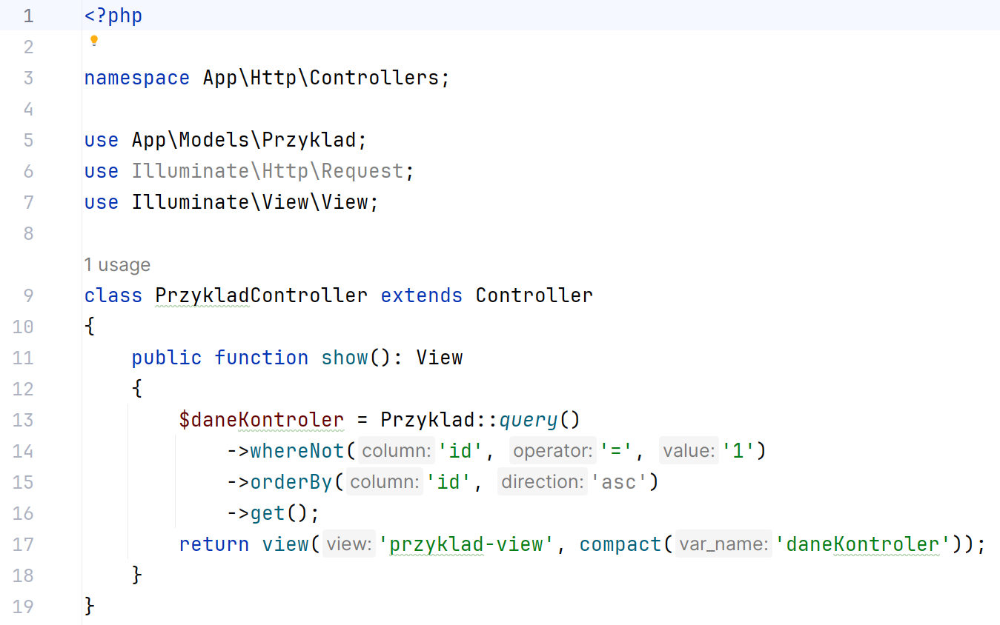 1 <?php
2
3 namespace App\Http\Controllers;
4
5 use App\Models\Przyklad;
6 use Illuminate\Http\Request;
7 use Illuminate\View\View;
8
1 usage
9 class PrzykladController extends Controller
10 {
11 public function show(): View
12 {
13 $daneKontroler = Przyklad::query()
14 ->whereNot( column: 'id', operator: '=', value: '1')
15 ->orderBy( column: 'id', direction: 'asc')
16 ->get();
17 return view( view: 'przyklad-view', compact( var_name: 'daneKontroler'));
18 }
19 }